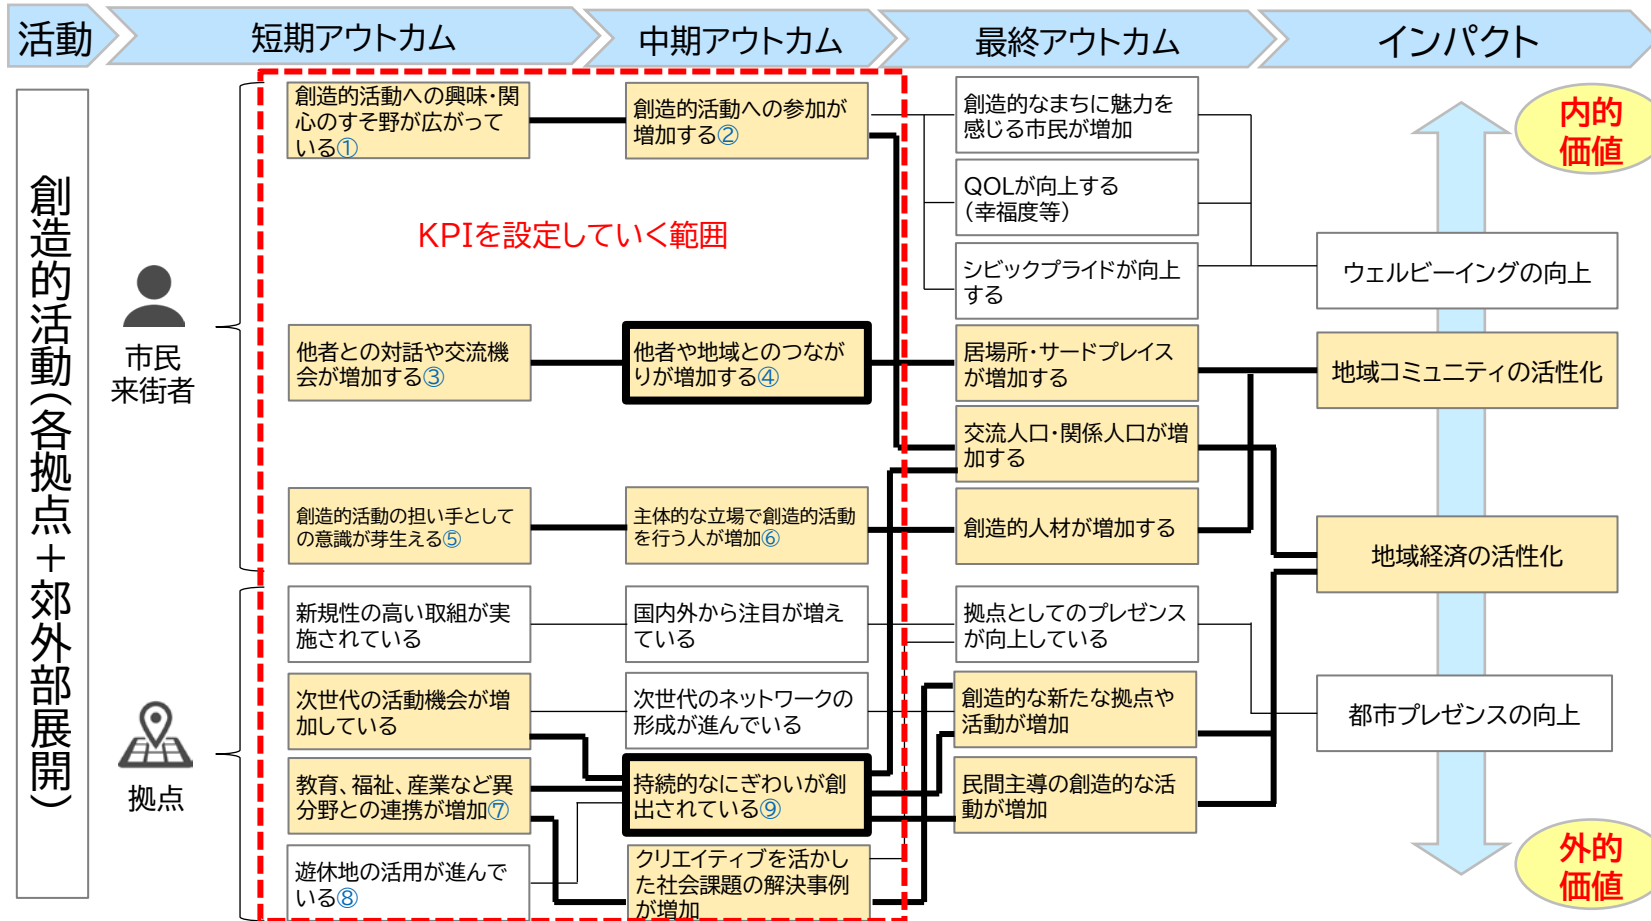 活動
短期アウトカム
中期アウトカム
最終アウトカム
インパクト
創造的活動（各拠点＋郊外部展開）
市民
来街者
拠点
KPIを設定していく範囲
創造的活動への興味・関
心のすそ野が広がって
いる①
創造的活動への参加が
増加する②
創造的なまちに魅力を
感じる市民が増加
QOLが向上する
（幸福度等）
シビックプライドが向上
する
ウェルビーイングの向上
他者との対話や交流機
会が増加する③
他者や地域とのつなが
りが増加する④
居場所・サードプレイス
が増加する
地域コミュニティの活性化
交流人口・関係人口が増
加する
創造的活動の担い手として
の意識が芽生える⑤
主体的な立場で創造的活動
を行う人が増加⑥
創造的人材が増加する
地域経済の活性化
新規性の高い取組が実
施されている
国内外から注目が増え
ている
拠点としてのプレゼンス
が向上している
次世代の活動機会が増
加している
次世代のネットワークの
形成が進んでいる
創造的な新たな拠点や
活動が増加
都市プレゼンスの向上
教育、福祉、産業など異
分野との連携が増加⑦
持続的なにぎわいが創
出されている⑨
民間主導の創造的な活
動が増加
遊休地の活用が進んで
いる⑧
クリエイティブを活かし
た社会課題の解決事例
が増加
内的
価値
外的
価値